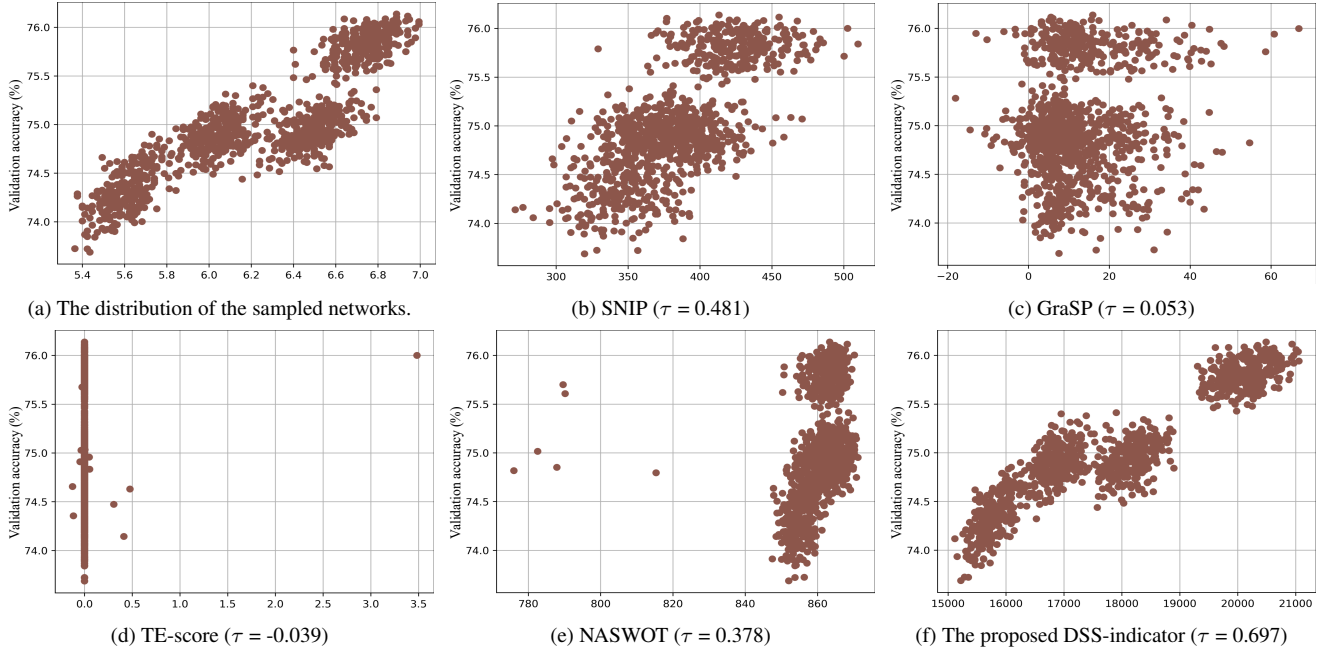 Validation accuracy (%)
76.0
75.5
75.0
74.5
74.0
5.4 5.6 5.8 6.0 6.2 6.4 6.6 6.8 7.0
(a) The distribution of the sampled networks.
Validation accuracy (%)
76.0
75.5
75.0
74.5
74.0
300 350 400 450 500
(b) SNIP (τ = 0.481)
Validation accuracy (%)
76.0
75.5
75.0
74.5
74.0
−20 0 20 40 60
(c) GraSP (τ = 0.053)
Validation accuracy (%)
76.0
75.5
75.0
74.5
74.0
0.0 0.5 1.0 1.5 2.0 2.5 3.0 3.5
(d) TE-score (τ = -0.039)
Validation accuracy (%)
76.0
75.5
75.0
74.5
74.0
780 800 820 840 860
(e) NASWOT (τ = 0.378)
Validation accuracy (%)
76.0
75.5
75.0
74.5
74.0
15000 16000 17000 18000 19000 20000 21000
(f) The proposed DSS-indicator (τ = 0.697)